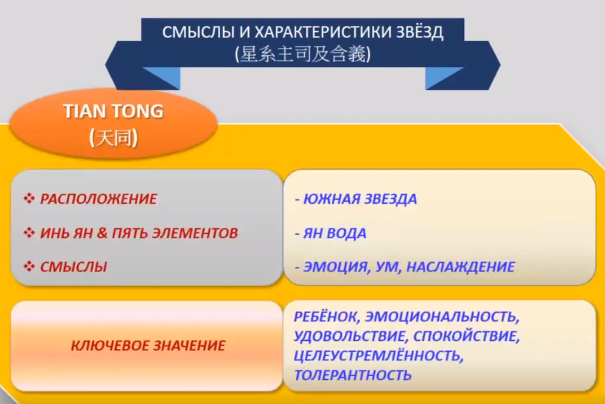 СМЫСЛЫ И ХАРАКТЕРИСТИКИ ЗВЁЗД
(星系主司及含義)
TIAN TONG
(天同)
❖ РАСПОЛОЖЕНИЕ
- ЮЖНАЯ ЗВЕЗДА
❖ ИНЬ ЯН & ПЯТЬ ЭЛЕМЕНТОВ
- ЯН ВОДА
❖ СМЫСЛЫ
- ЭМОЦИЯ, УМ, НАСЛАЖДЕНИЕ
КЛЮЧЕВОЕ ЗНАЧЕНИЕ
РЕБЁНОК, ЭМОЦИОНАЛЬНОСТЬ,
УДОВОЛЬСТВИЕ, СПОКОЙСТВИЕ,
ЦЕЛЕУСТРЕМЛЁННОСТЬ,
ТОЛЕРАНТНОСТЬ